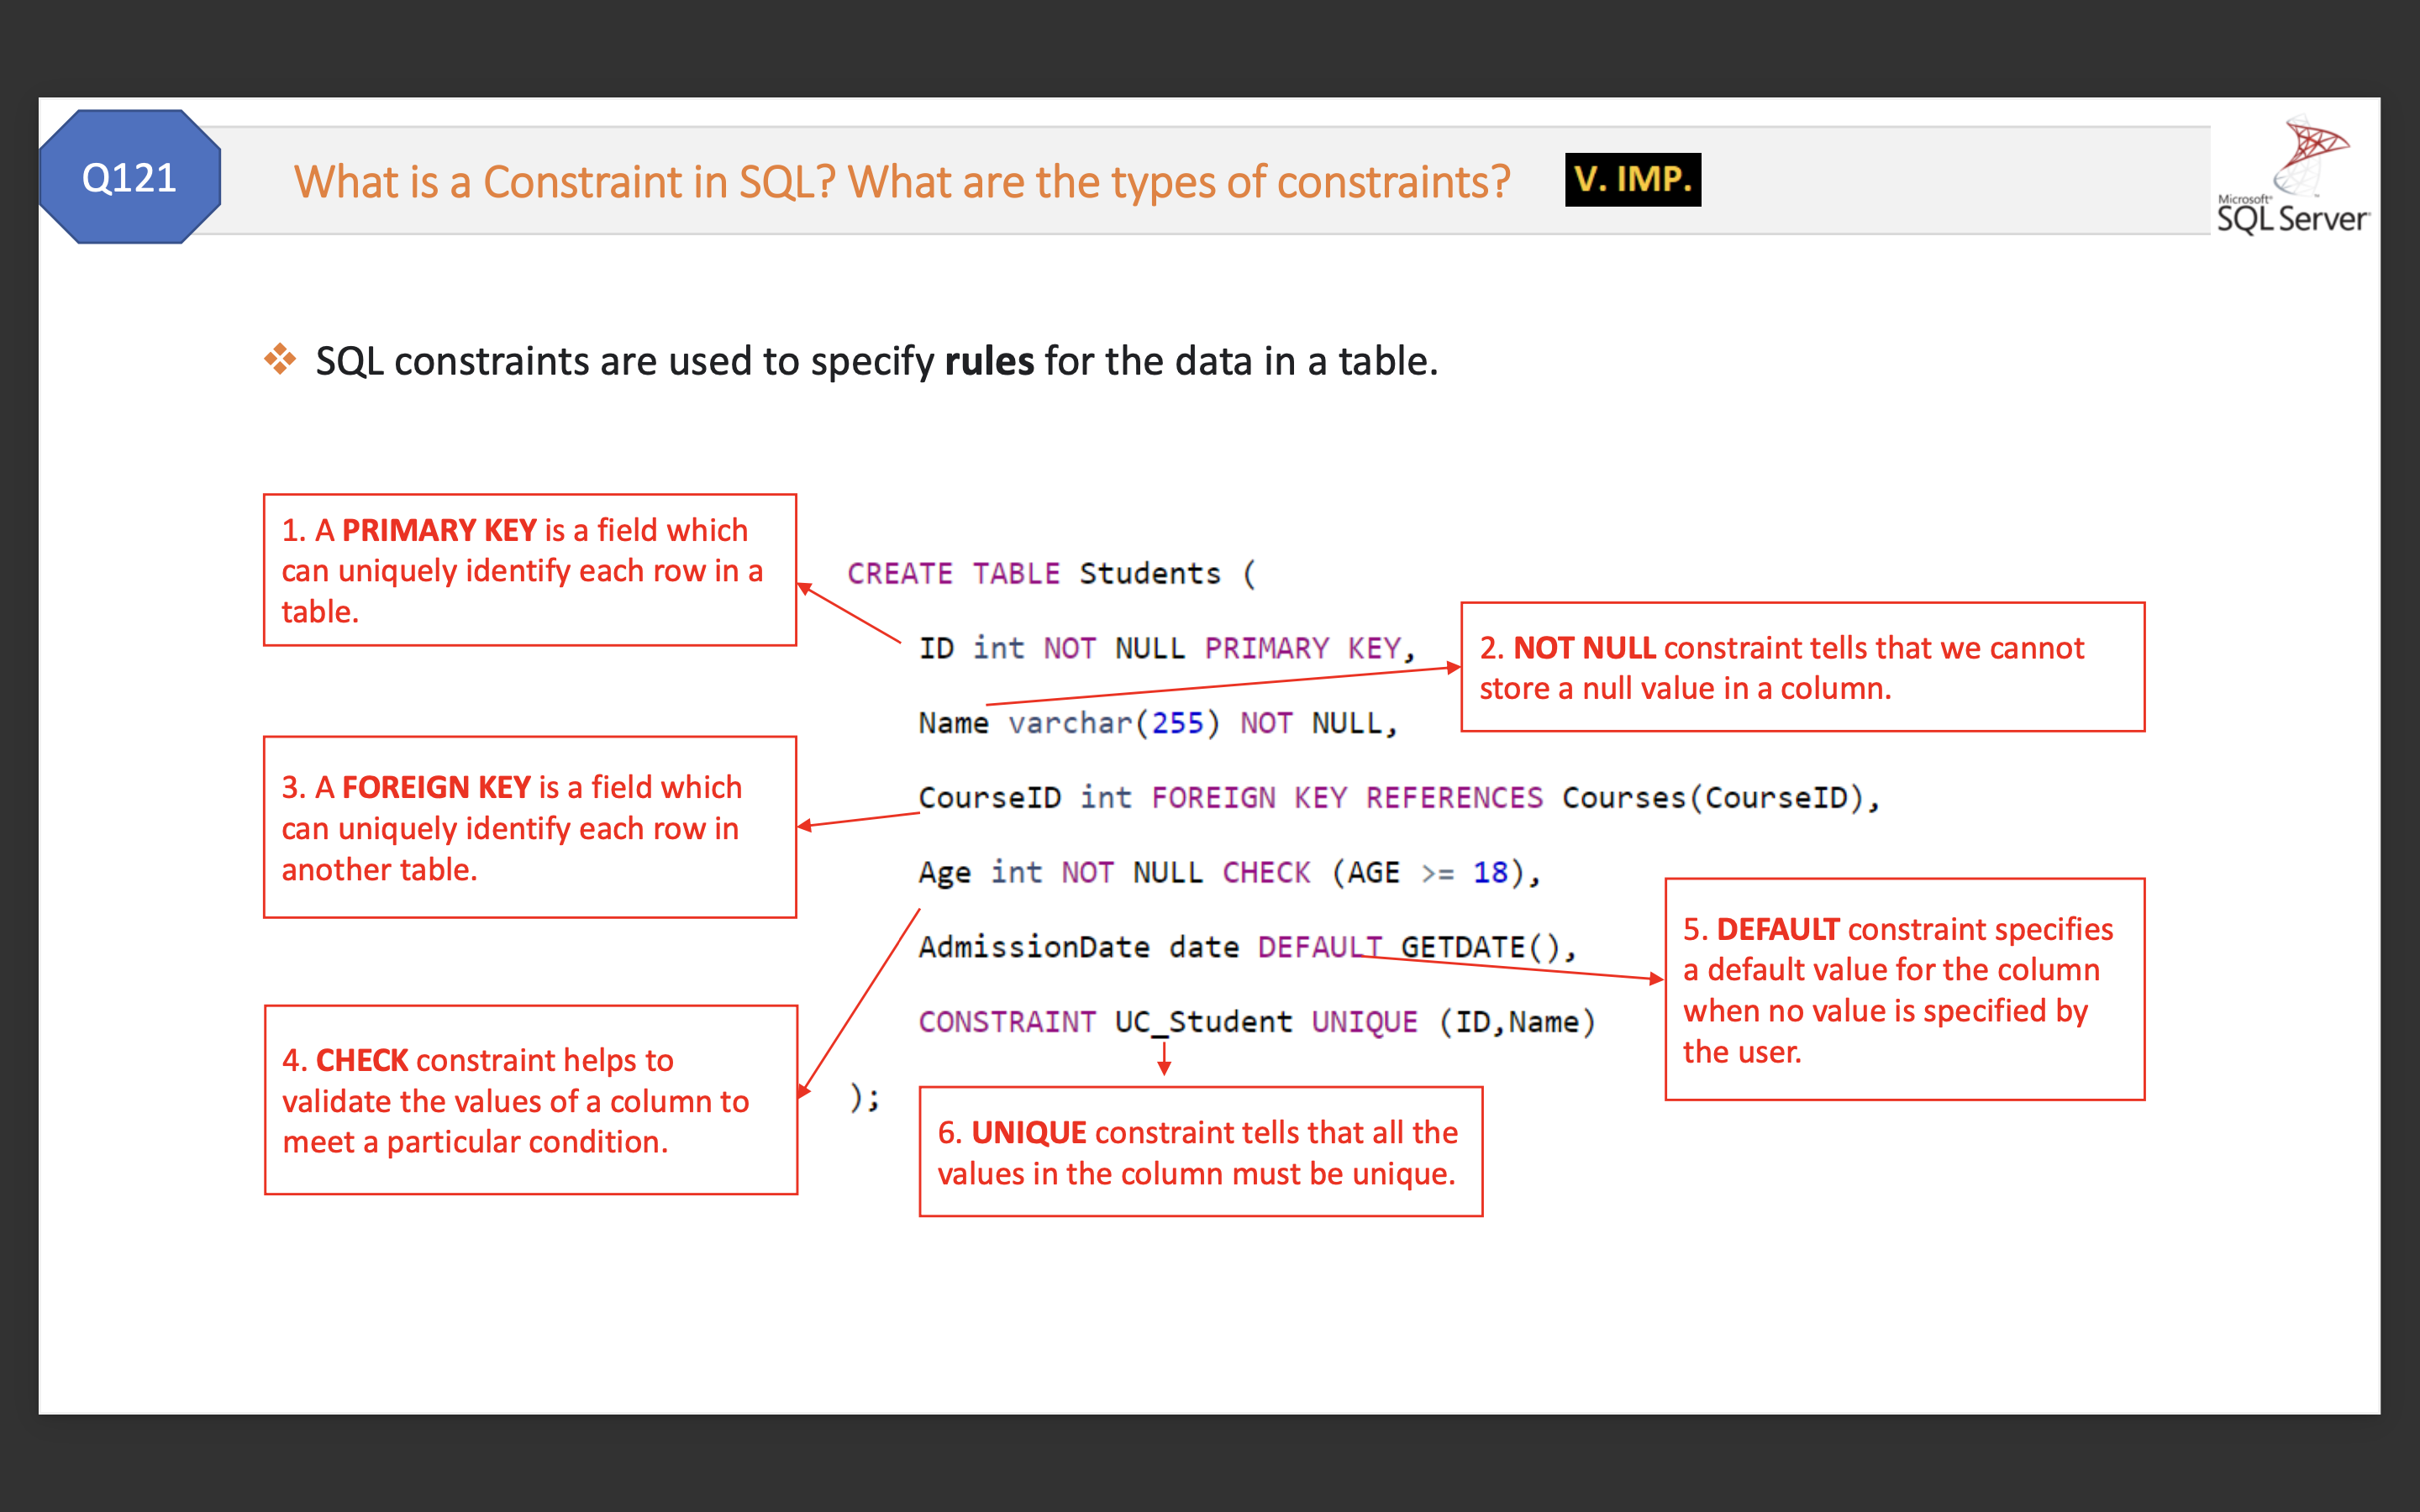 Q121
What is a Constraint in SQL? What are the types of constraints?
V. IMP.
Microsoft®
SQL Server®
SQL constraints are used to specify rules for the data in a table.
1. A PRIMARY KEY is a field which
can uniquely identify each row in a
table.
CREATE TABLE Students (
ID int NOT NULL PRIMARY KEY,
2. NOT NULL constraint tells that we cannot
store a null value in a column.
Name varchar(255) NOT NULL,
3. A FOREIGN KEY is a field which
can uniquely identify each row in
another table.
CourseID int FOREIGN KEY REFERENCES Courses(CourseID),
Age int NOT NULL CHECK (AGE >= 18),
AdmissionDate date DEFAULT GETDATE(),
5. DEFAULT constraint specifies
a default value for the column
when no value is specified by
the user.
CONSTRAINT UC_Student UNIQUE (ID,Name)
4. CHECK constraint helps to
validate the values of a column to
meet a particular condition.
);
6. UNIQUE constraint tells that all the
values in the column must be unique.